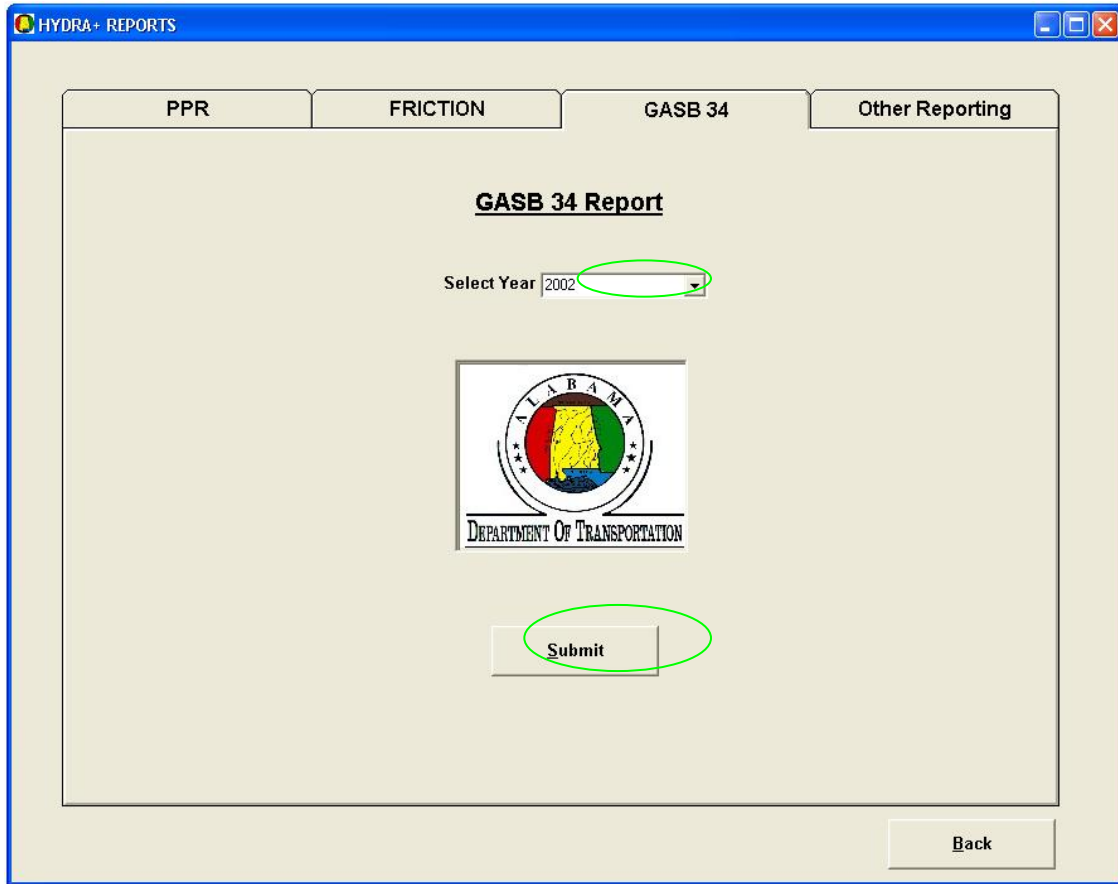 HYDRA+ REPORTS
PPR FRICTION GASB 34 Other Reporting
GASB 34 Report
Select Year 2002
ALABAMA
DEPARTMENT OF TRANSPORTATION
Submit
Back